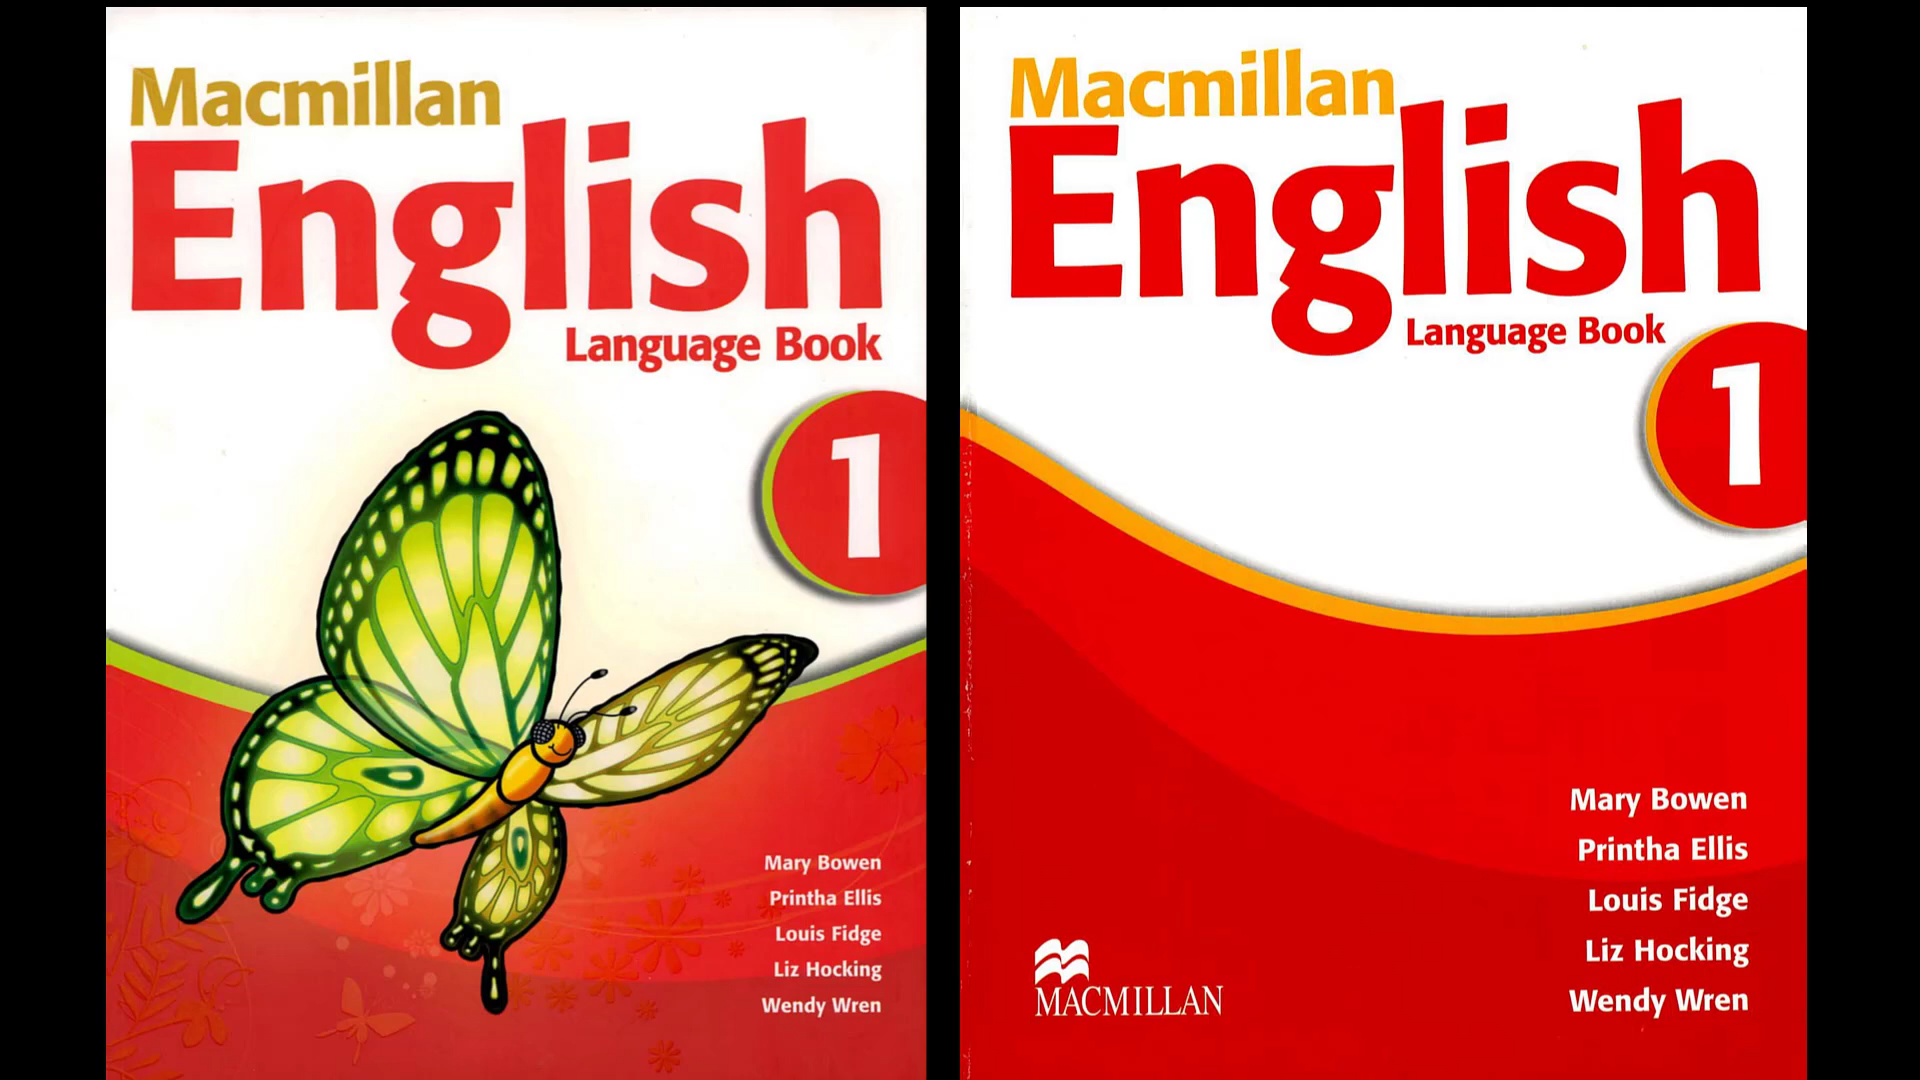 Macmillan
English
Language Book
1
Mary Bowen
Printha Ellis
Louis Fidge
Liz Hocking
Wendy Wren
Macmillan
English
Language Book
1
Mary Bowen
Printha Ellis
Louis Fidge
Liz Hocking
Wendy Wren
MACMILLAN